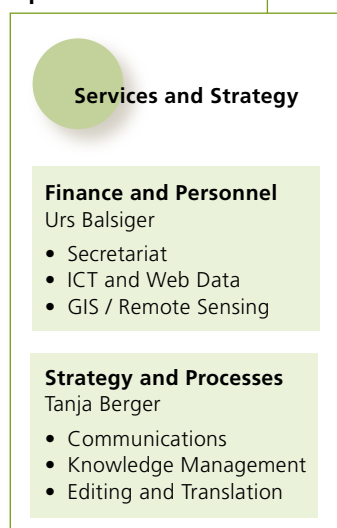 Services and Strategy
Finance and Personnel
Urs Balsiger
• Secretariat
• ICT and Web Data
• GIS / Remote Sensing
Strategy and Processes
Tanja Berger
• Communications
• Knowledge Management
• Editing and Translation